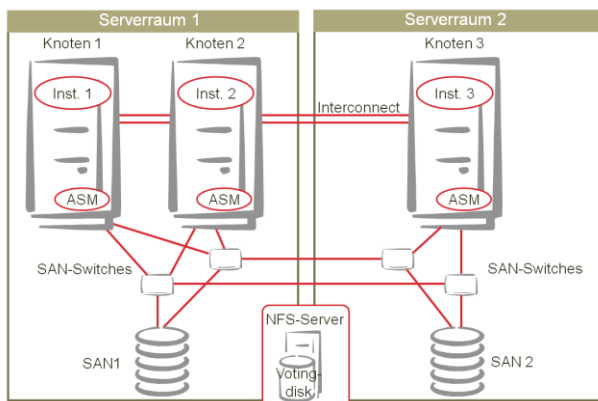 Serverraum 1
Serverraum 2
Knoten 1
Knoten 2
Knoten 3
Inst. 1
Inst. 2
Inst. 3
Interconnect
ASM
ASM
ASM
SAN-Switches
SAN-Switches
NFS-Server
Voting-
disk
SAN1
SAN 2